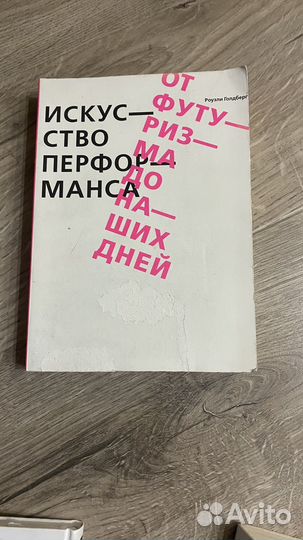 Роузли Голдберг
ИСКУС—
СТВО
ПЕРФОР—
МАНСА
ОТ
ФУТУ—
РИЗ—
МА
ДО
НА—
ШИХ
ДНЕЙ
Avito